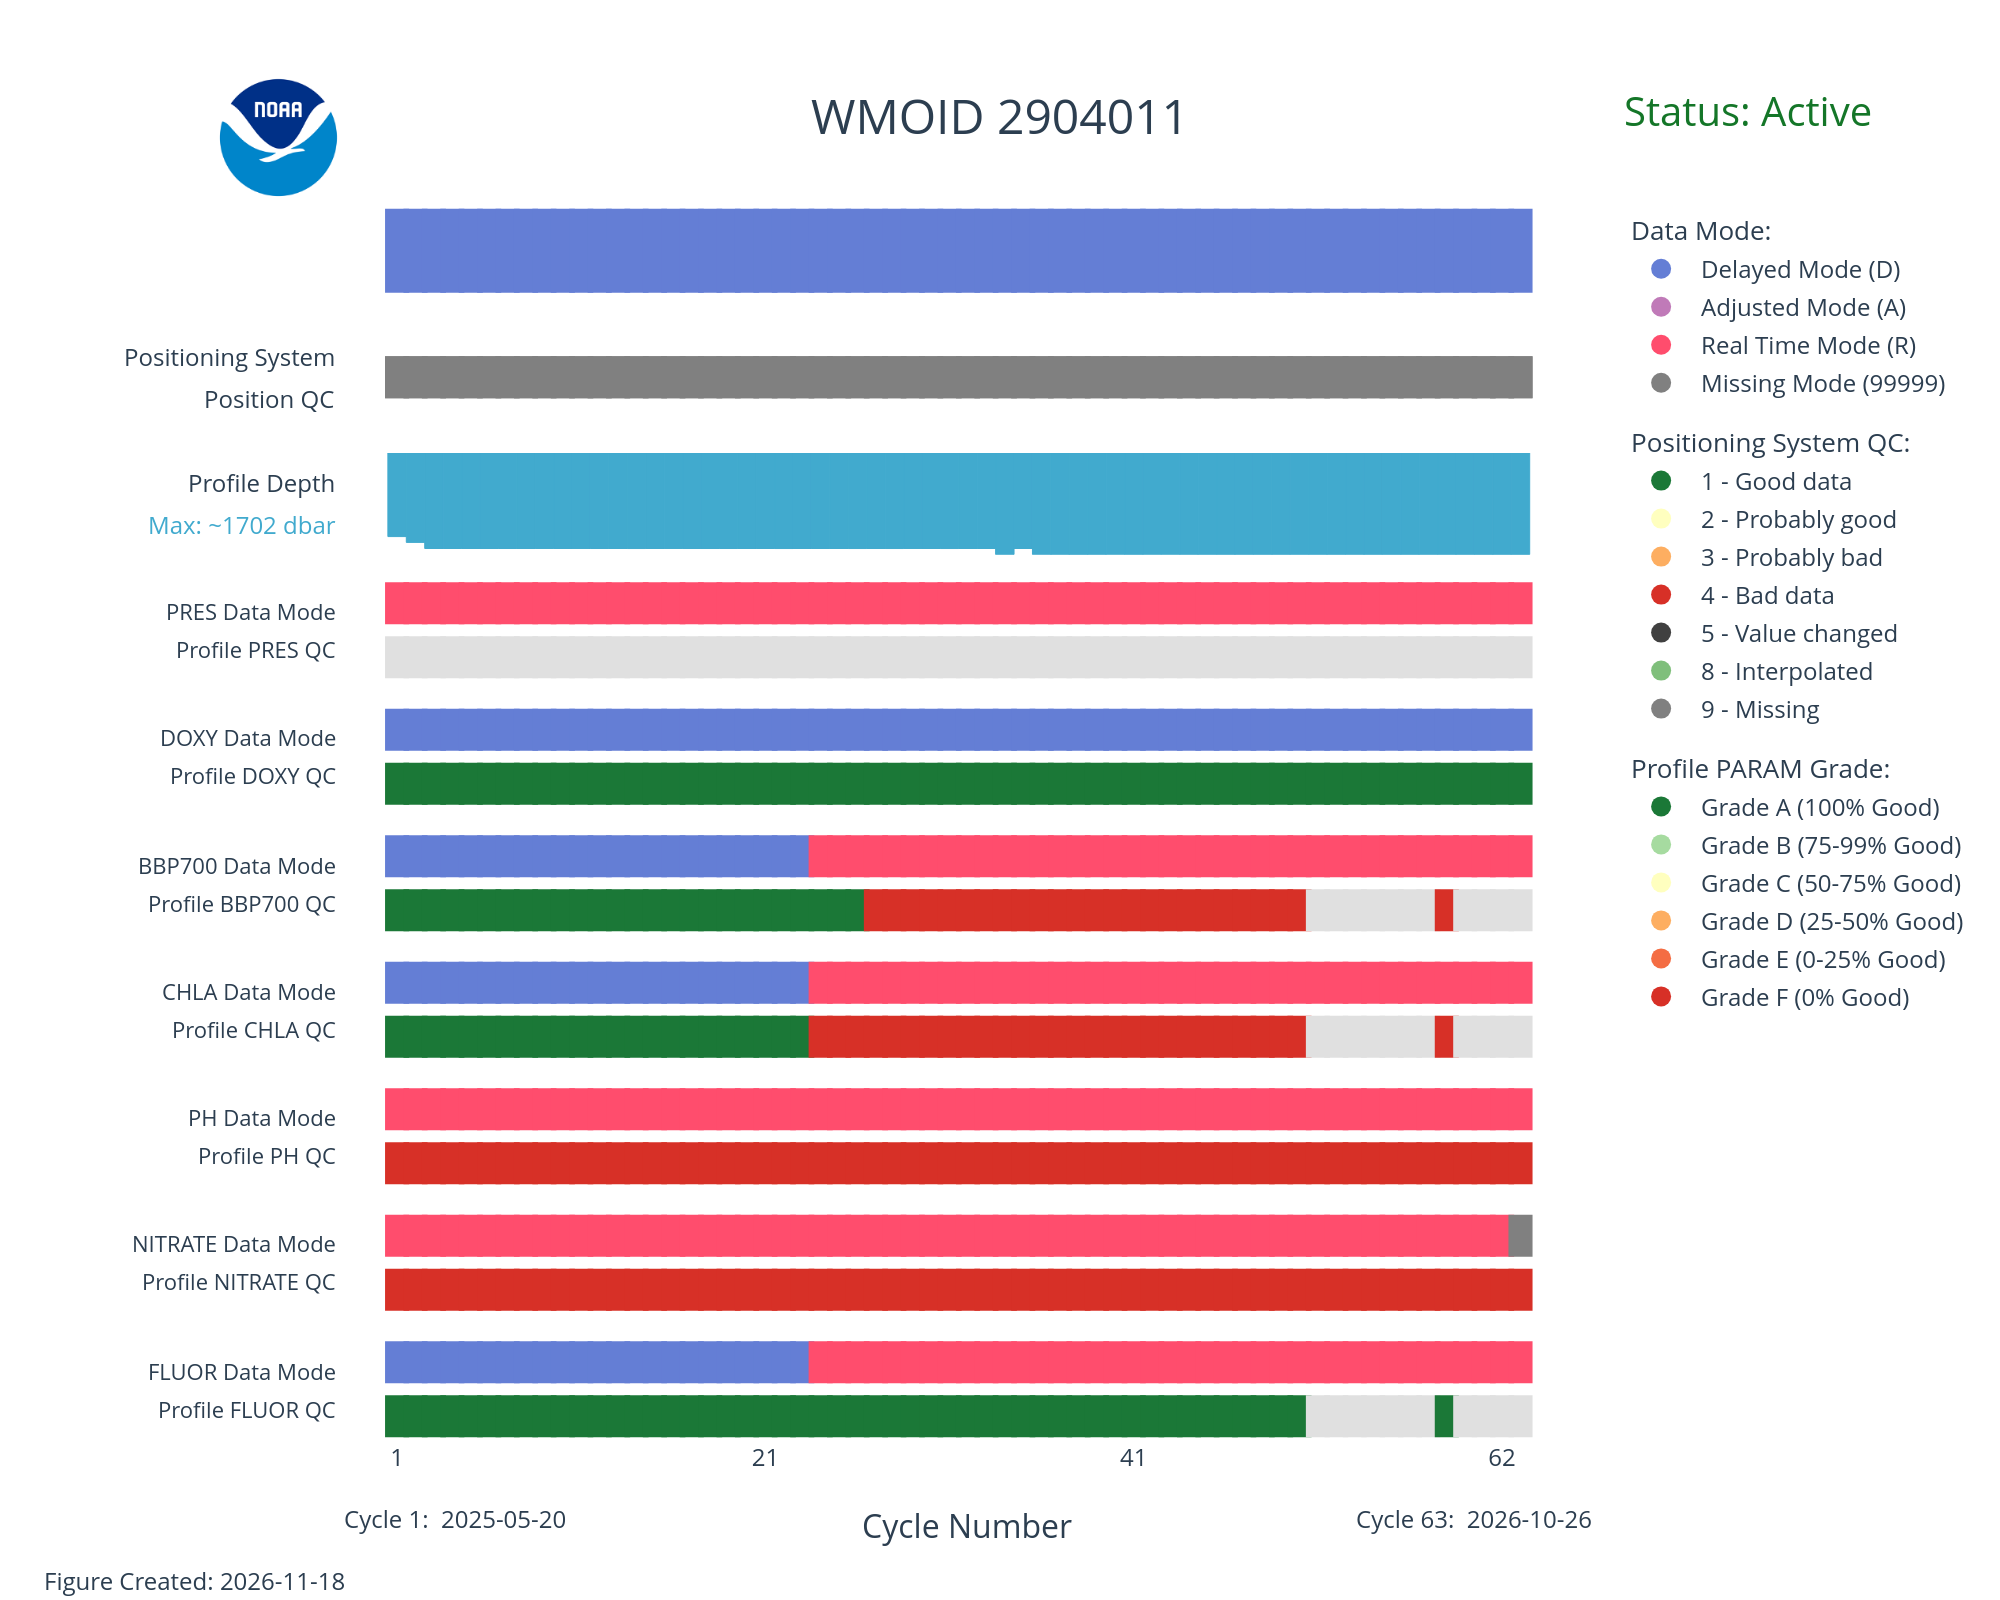 NOAA
WMOID 2904011
Status: Active
Positioning System
Position QC
Profile Depth
Max: ~1702 dbar
PRES Data Mode
Profile PRES QC
DOXY Data Mode
Profile DOXY QC
BBP700 Data Mode
Profile BBP700 QC
CHLA Data Mode
Profile CHLA QC
PH Data Mode
Profile PH QC
NITRATE Data Mode
Profile NITRATE QC
FLUOR Data Mode
Profile FLUOR QC
Data Mode:
Delayed Mode (D)
Adjusted Mode (A)
Real Time Mode (R)
Missing Mode (99999)
Positioning System QC:
1 - Good data
2 - Probably good
3 - Probably bad
4 - Bad data
5 - Value changed
8 - Interpolated
9 - Missing
Profile PARAM Grade:
Grade A (100% Good)
Grade B (75-99% Good)
Grade C (50-75% Good)
Grade D (25-50% Good)
Grade E (0-25% Good)
Grade F (0% Good)
1 21 41 62
Cycle 1: 2025-05-20
Cycle Number
Cycle 63: 2026-10-26
Figure Created: 2026-11-18